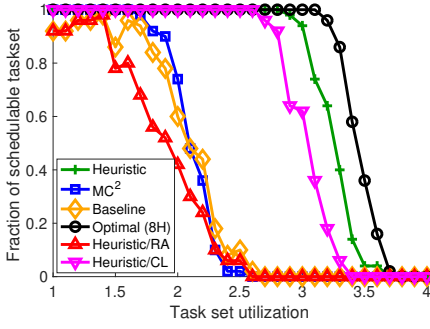 Fraction of schedulable taskset
1
0.8
0.6
0.4
0.2
0
Heuristic
MC²
Baseline
Optimal (8H)
Heuristic/RA
Heuristic/CL
1 1.5 2 2.5 3 3.5 4
Task set utilization